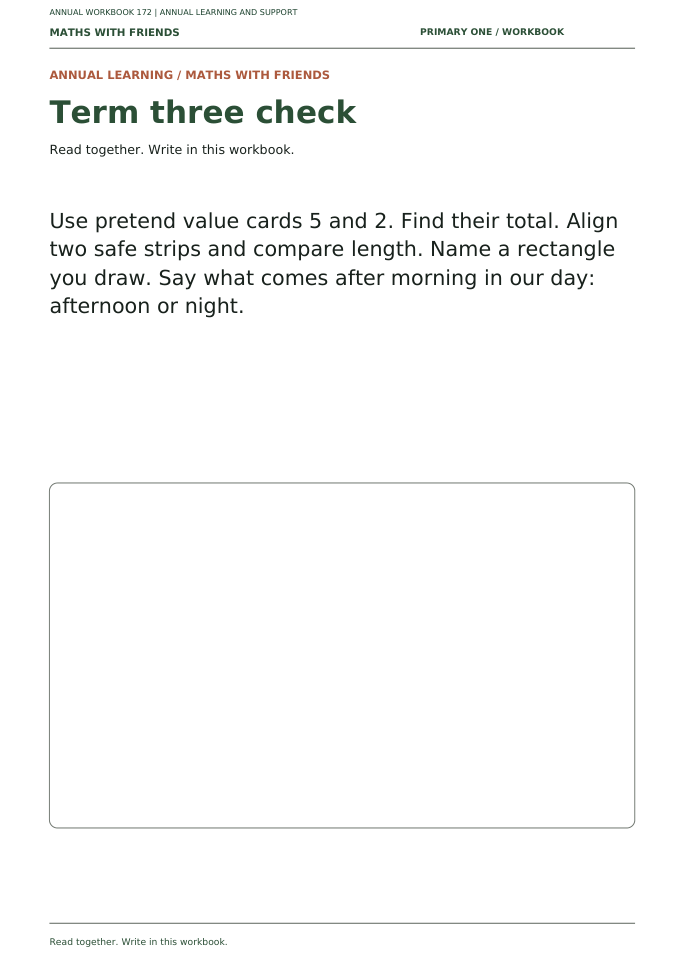 ANNUAL WORKBOOK 172 | ANNUAL LEARNING AND SUPPORT
MATHS WITH FRIENDS
PRIMARY ONE / WORKBOOK
ANNUAL LEARNING / MATHS WITH FRIENDS
Term three check
Read together. Write in this workbook.
Use pretend value cards 5 and 2. Find their total. Align
two safe strips and compare length. Name a rectangle
you draw. Say what comes after morning in our day:
afternoon or night.
Read together. Write in this workbook.